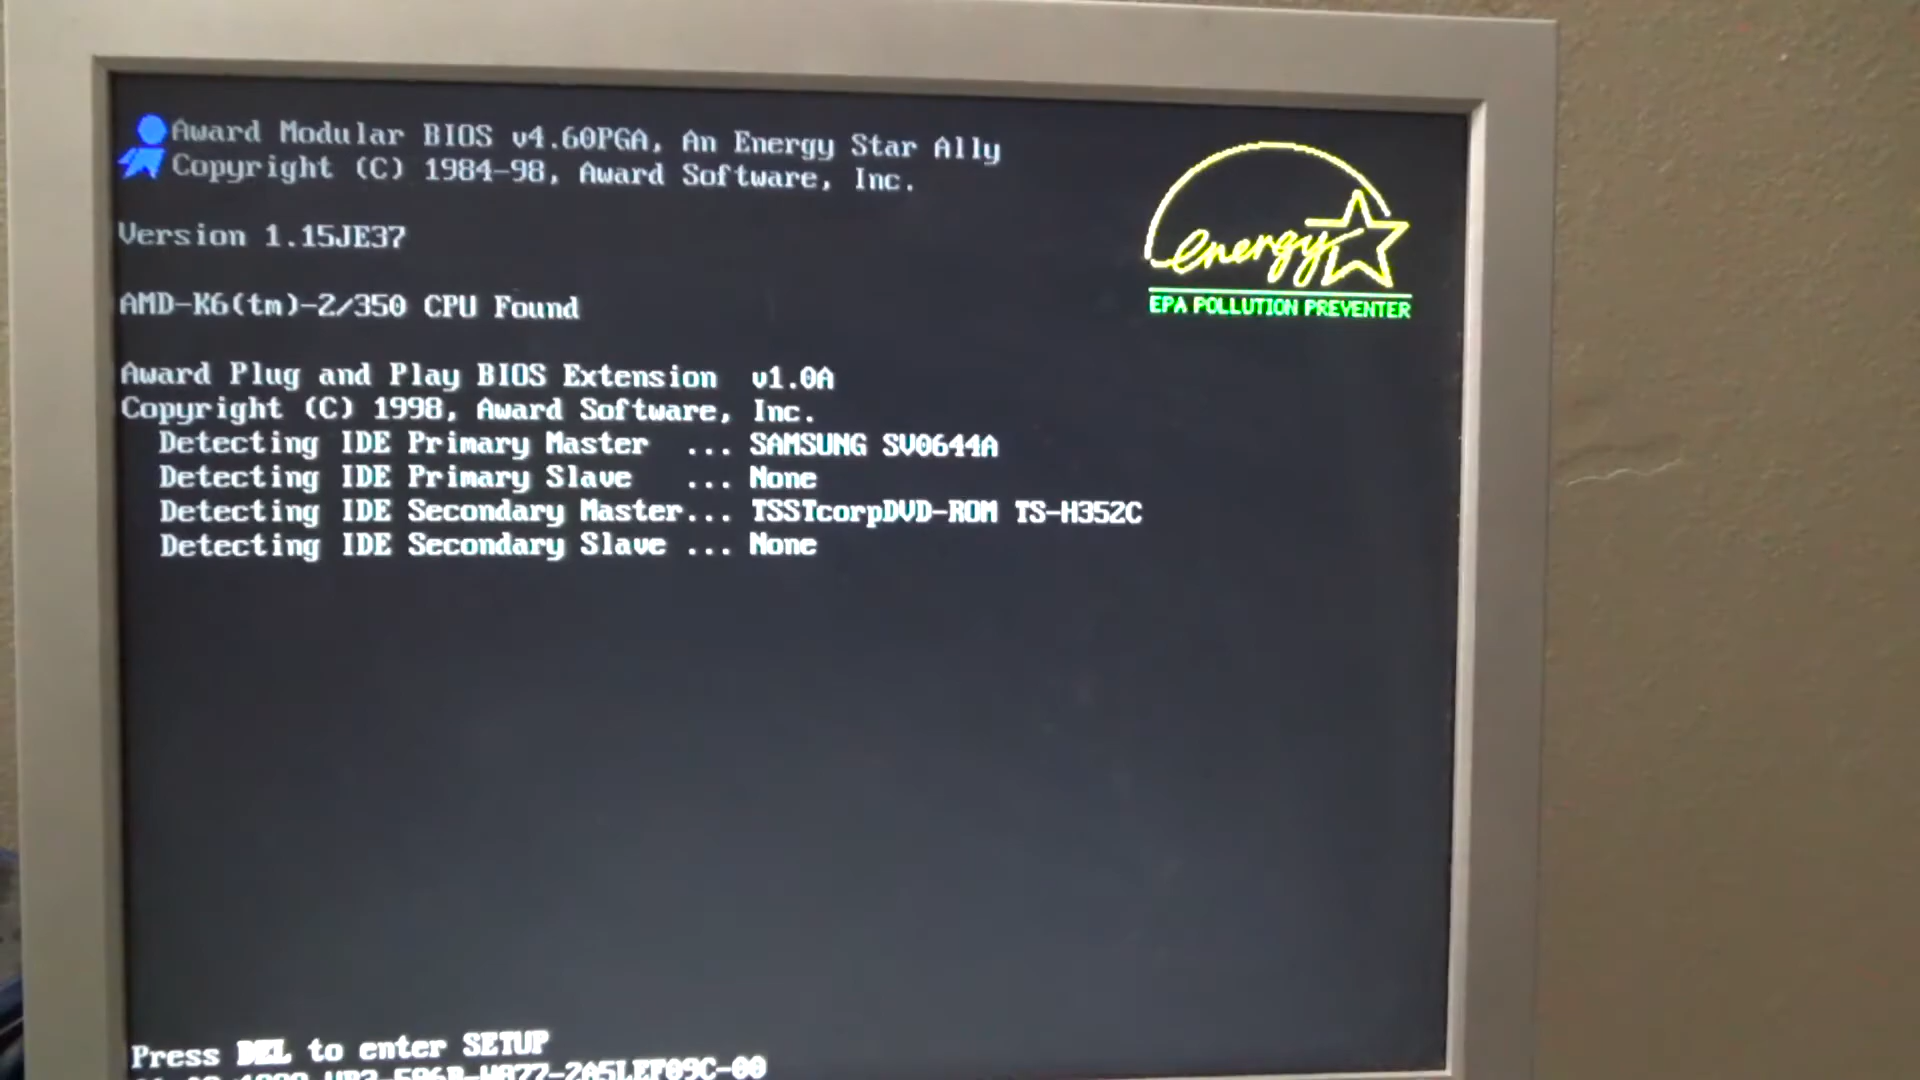 Award Modular BIOS v4.60PGA, An Energy Star Ally
Copyright (C) 1984-98, Award Software, Inc.
energy
EPA POLLUTION PREVENTER
Version 1.15JE37
AMD-K6(tm)-2/350 CPU Found
Award Plug and Play BIOS Extension v1.0A
Copyright (C) 1998, Award Software, Inc.
Detecting IDE Primary Master ... SAMSUNG SV0644A
Detecting IDE Primary Slave ... None
Detecting IDE Secondary Master... TSSTcorpDVD-ROM TS-H352C
Detecting IDE Secondary Slave ... None
Press DEL to enter SETUP